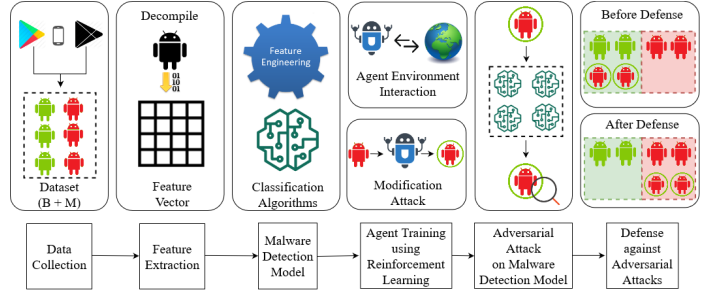 Dataset
(B + M)
Decompile
01
10
01
Feature
Vector
Feature
Engineering
Classification
Algorithms
Agent Environment
Interaction
Modification
Attack
Before Defense
After Defense
Data
Collection
Feature
Extraction
Malware
Detection
Model
Agent Training
using
Reinforcement
Learning
Adversarial
Attack
on Malware
Detection Model
Defense
against
Adversarial
Attacks